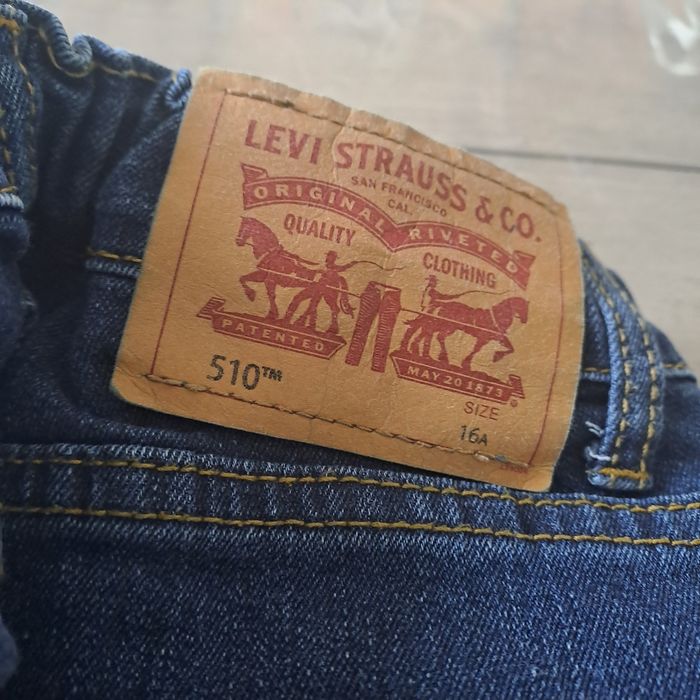 LEVI STRAUSS & CO.
SAN FRANCISCO
CAL.
ORIGINAL RIVETED
QUALITY CLOTHING
PATENTED MAY 20 1873
510™
SIZE
16A